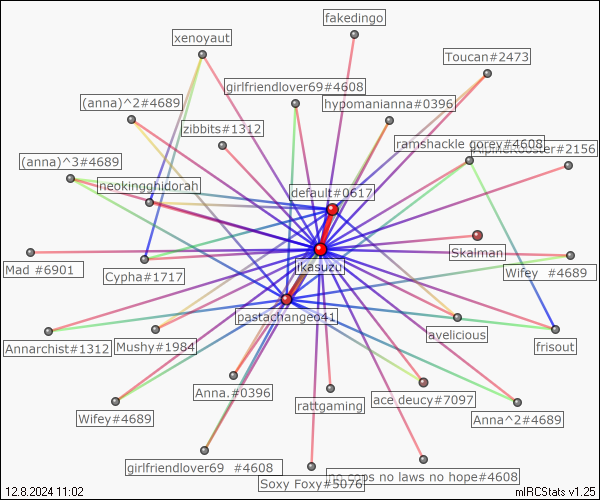 fakedingo
xenoyaut
Toucan#2473
girlfriendlover69#4608
(anna)^2#4689
hypomanianna#0396
zibbits#1312
ramshackle gorey#4608
#2156
(anna)^3#4689
neokingghidorah
default#0617
Skalman
ikasuzu
Mad #6901
Cypha#1717
Wifey #4689
pastachangeo41
Annarchist#1312
Mushy#1984
avelicious
frisout
Anna.#0396
ace deucy#7097
rattgaming
Wifey#4689
Anna^2#4689
girlfriendlover69 #4608
no cops no laws no hope#4608
Soxy Foxy#5076
12.8.2024 11:02
mIRCStats v1.25